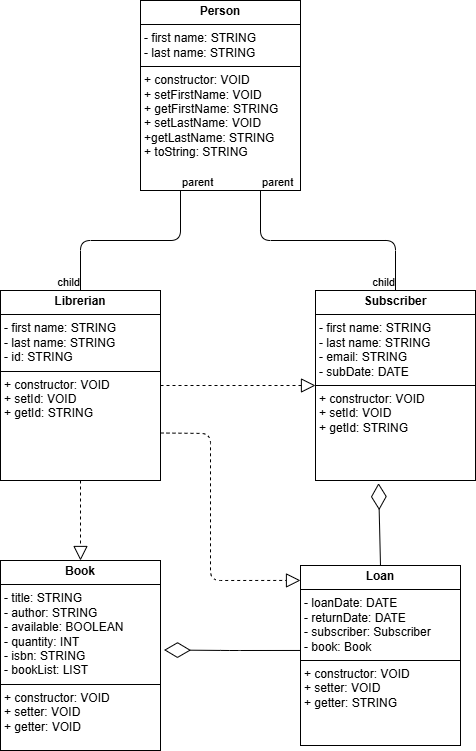 Person
- first name: STRING
- last name: STRING
+ constructor: VOID
+ setFirstName: VOID
+ getFirstName: STRING
+ setLastName: VOID
+getLastName: STRING
+ toString: STRING
parent
parent
child
child
Librerian
- first name: STRING
- last name: STRING
- id: STRING
+ constructor: VOID
+ setId: VOID
+ getId: STRING
Subscriber
- first name: STRING
- last name: STRING
- email: STRING
- subDate: DATE
+ constructor: VOID
+ setId: VOID
+ getId: STRING
Book
- title: STRING
- author: STRING
- available: BOOLEAN
- quantity: INT
- isbn: STRING
- bookList: LIST
+ constructor: VOID
+ setter: VOID
+ getter: VOID
Loan
- loanDate: DATE
- returnDate: DATE
- subscriber: Subscriber
- book: Book
+ constructor: VOID
+ setter: VOID
+ getter: STRING